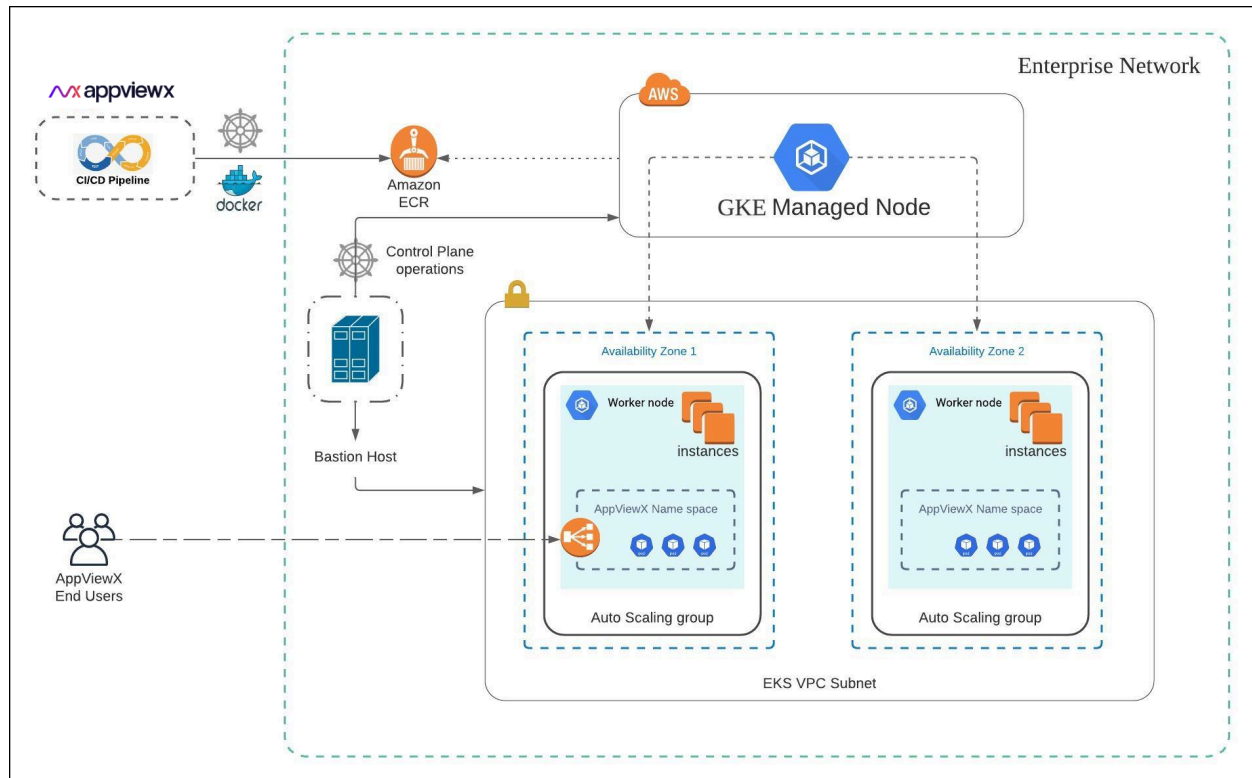 Enterprise Network
appviewx
CI/CD Pipeline
docker
AWS
Amazon
ECR
GKE Managed Node
Control Plane
operations
Bastion Host
Availability Zone 1
Worker node
instances
AppViewX Name space
Auto Scaling group
Availability Zone 2
Worker node
instances
AppViewX Name space
Auto Scaling group
EKS VPC Subnet
AppViewX
End Users